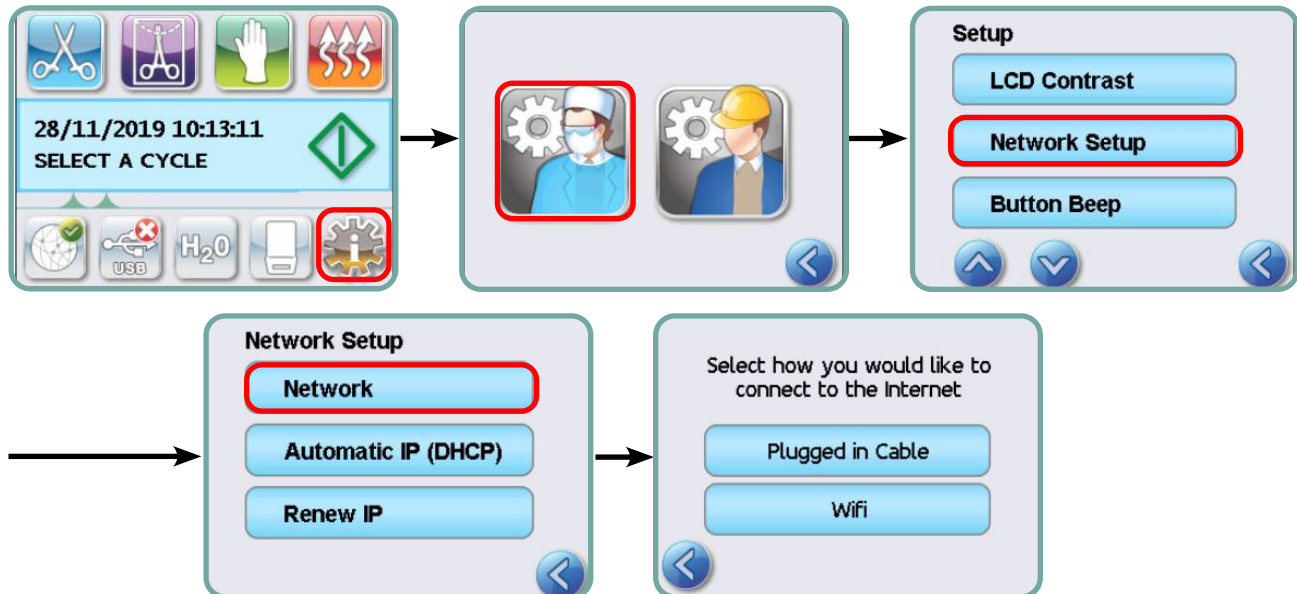 28/11/2019 10:13:11
SELECT A CYCLE
USB
H₂O
i
Setup
LCD Contrast
Network Setup
Button Beep
Network Setup
Network
Automatic IP (DHCP)
Renew IP
Select how you would like to
connect to the Internet
Plugged in Cable
Wifi